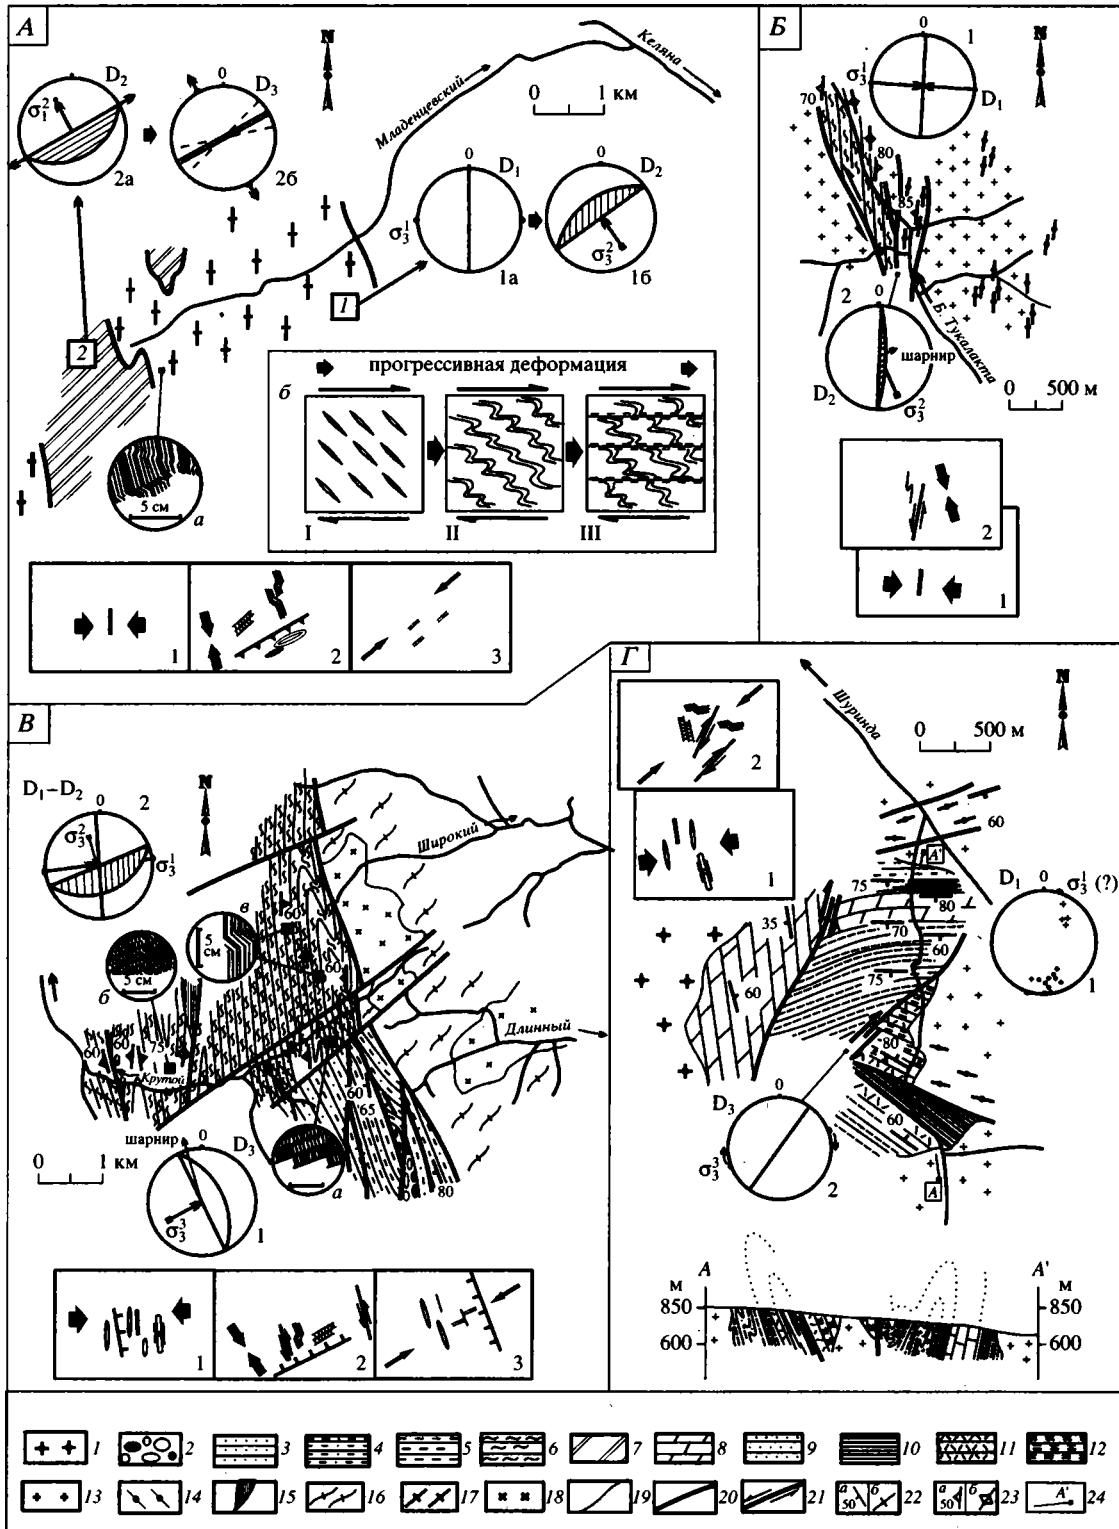 А
N
Келяна
Младенцевский
0 1 км
D₂
σ₁²
2а
0
D₃
2б
0
D₁
σ₃¹
1а
0
D₂
σ₃²
1б
1
2
5 см
а
прогрессивная деформация
б
I II III
1 2 3
Б
N
0
1
σ₃¹
D₁
70
80
85
Б. Тукалакта
2
0
шарнир
D₂
σ₃²
0 500 м
2
1
В
N
D₁–D₂
0
2
σ₃²
σ₃¹
Широкий
в
5 см
60
б
5 см
60
60
60
75
Крутой
Длинный
60
65
80
шарнир
0
D₃
σ₃³
1
а
0 1 км
1 2 3
Г
N
Шуринда
0 500 м
2
1
60
А'
75
80
35
70
60
75
60
80
60
D₁
0
σ₃¹ (?)
1
D₃
0
σ₃³
2
А
А А'
м м
850 850
600 600
1 2 3 4 5 6 7 8 9 10 11 12
13 14 15 16 17 18 19 20 21 а 50 б 22 а 50 б 23 А' 24